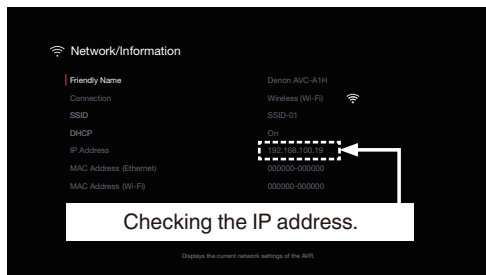 Network/Information
Friendly Name Denon AVC-A1H
Connection Wireless (Wi-Fi)
SSID SSID-01
DHCP On
IP Address 192.168.100.19
MAC Address (Ethernet) 000000-000000
MAC Address (Wi-Fi) 000000-000000
Checking the IP address.
Displays the current network settings of the AVR.